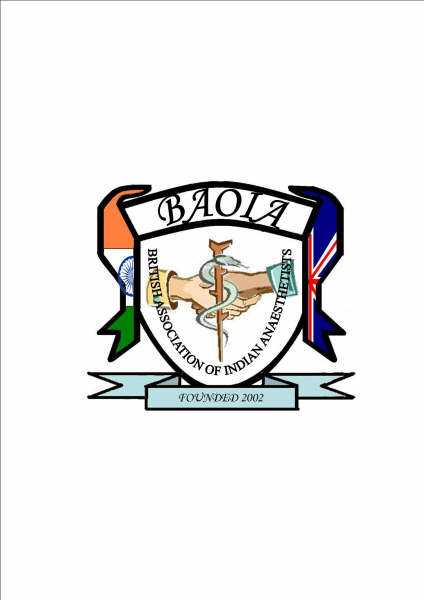 BAOIA
BRITISH ASSOCIATION OF INDIAN ANAESTHETISTS
FOUNDED 2002